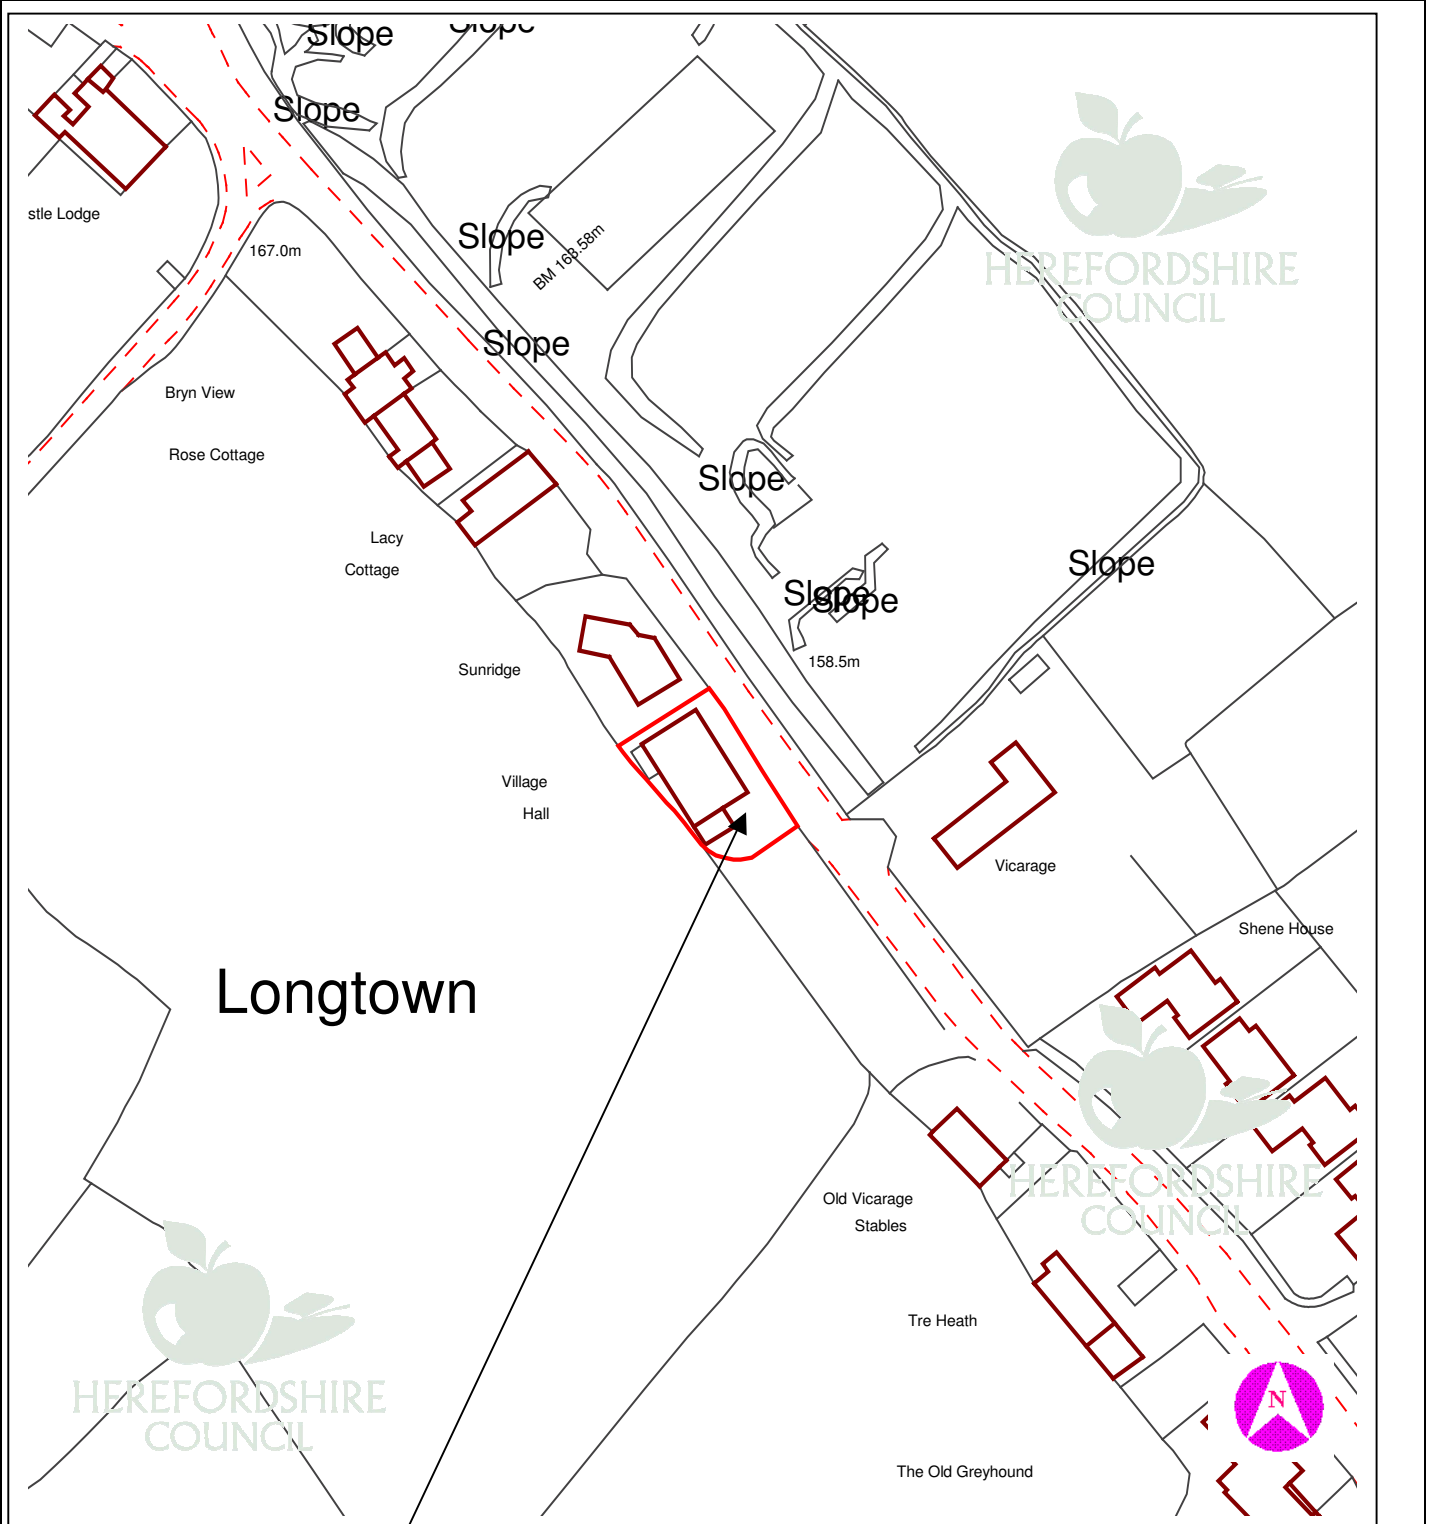 Slope
Slope
Slope
stle Lodge
167.0m
Slope
BM 163.58m
HEREFORDSHIRE
COUNCIL
Slope
Bryn View
Rose Cottage
Slope
Lacy
Cottage
Slope
Slope
Slope
158.5m
Sunridge
Village
Hall
Vicarage
Shene House
Longtown
HEREFORDSHIRE
COUNCIL
Old Vicarage
Stables
Tre Heath
HEREFORDSHIRE
COUNCIL
N
The Old Greyhound